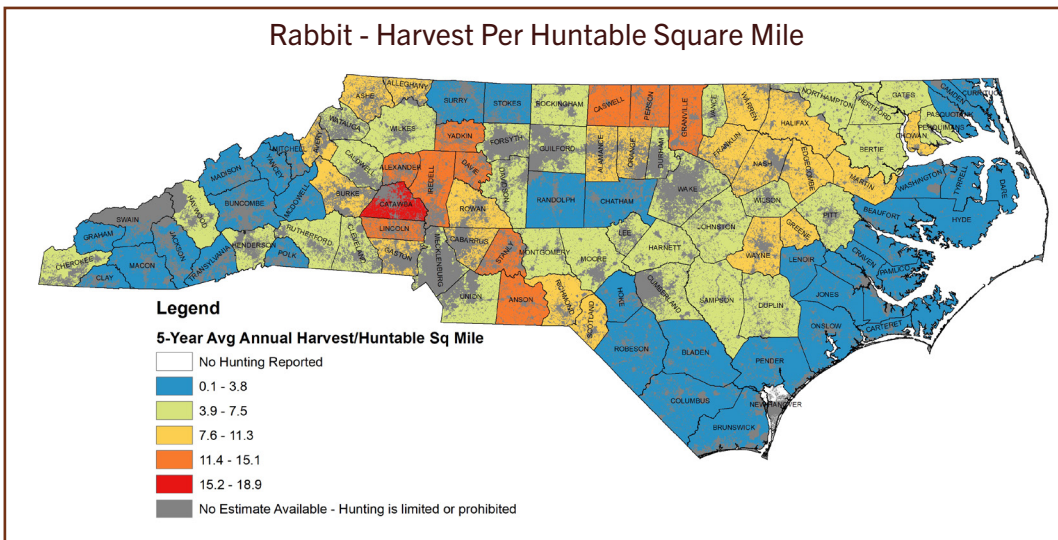 Rabbit - Harvest Per Huntable Square Mile
ALLEGHANY
ASHE
SURRY
STOKES
ROCKINGHAM
CASWELL
PERSON
GRANVILLE
VANCE
WARREN
NORTHAMPTON
HERTFORD
GATES
CAMDEN
CURRITUCK
PASQUOTANK
PERQUIMANS
CHOWAN
WATAUGA
WILKES
YADKIN
FORSYTH
GUILFORD
ALAMANCE
ORANGE
DURHAM
FRANKLIN
HALIFAX
BERTIE
MITCHELL
AVERY
CALDWELL
ALEXANDER
IREDELL
DAVIE
DAVIDSON
NASH
EDGECOMBE
MARTIN
WASHINGTON
TYRRELL
DARE
MADISON
YANCEY
BURKE
CATAWBA
ROWAN
RANDOLPH
CHATHAM
WAKE
WILSON
PITT
BEAUFORT
HYDE
SWAIN
HAYWOOD
BUNCOMBE
MCDOWELL
LINCOLN
LEE
JOHNSTON
GREENE
GRAHAM
JACKSON
HENDERSON
RUTHERFORD
CLEVELAND
GASTON
MECKLENBURG
CABARRUS
STANLY
MONTGOMERY
MOORE
HARNETT
WAYNE
LENOIR
CRAVEN
PAMLICO
CHEROKEE
CLAY
MACON
TRANSYLVANIA
POLK
UNION
ANSON
RICHMOND
SCOTLAND
HOKE
CUMBERLAND
SAMPSON
DUPLIN
JONES
CARTERET
ONSLOW
ROBESON
BLADEN
PENDER
COLUMBUS
NEW HANOVER
BRUNSWICK
Legend
5-Year Avg Annual Harvest/Huntable Sq Mile
No Hunting Reported
0.1 - 3.8
3.9 - 7.5
7.6 - 11.3
11.4 - 15.1
15.2 - 18.9
No Estimate Available - Hunting is limited or prohibited